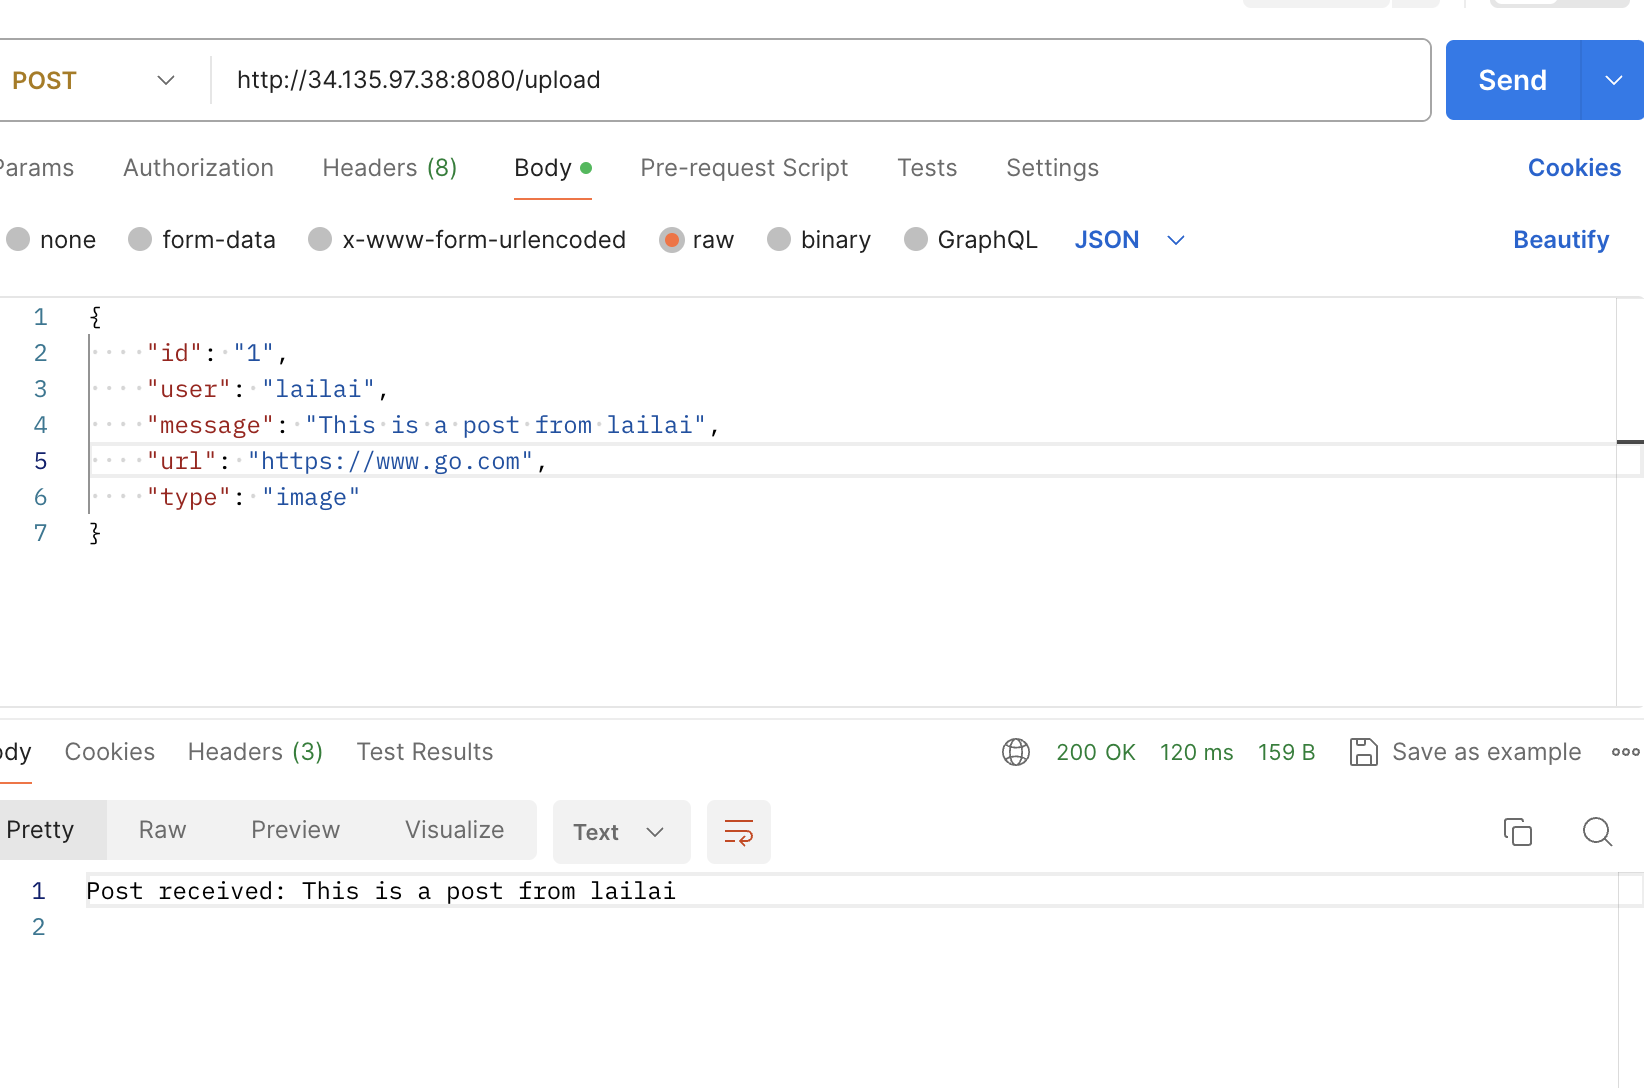 POST http://34.135.97.38:8080/upload Send
Params Authorization Headers (8) Body Pre-request Script Tests Settings Cookies
none form-data x-www-form-urlencoded raw binary GraphQL JSON Beautify
1 {
2 "id": "1",
3 "user": "lailai",
4 "message": "This is a post from lailai",
5 "url": "https://www.go.com",
6 "type": "image"
7 }
ody Cookies Headers (3) Test Results 200 OK 120 ms 159 B Save as example
Pretty Raw Preview Visualize Text
1 Post received: This is a post from lailai
2